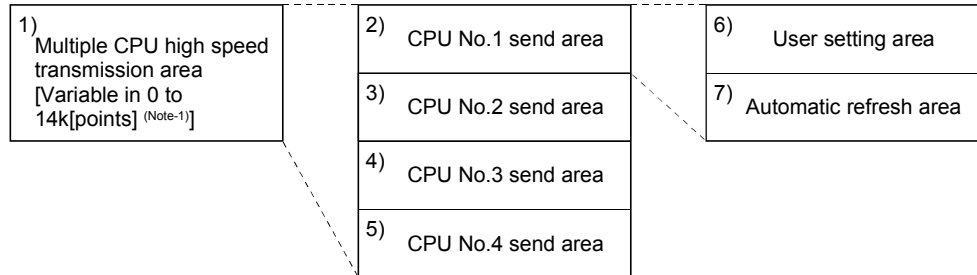 1)
Multiple CPU high speed
transmission area
[Variable in 0 to
14k[points] (Note-1)]
2) CPU No.1 send area
3) CPU No.2 send area
4) CPU No.3 send area
5) CPU No.4 send area
6) User setting area
7) Automatic refresh area